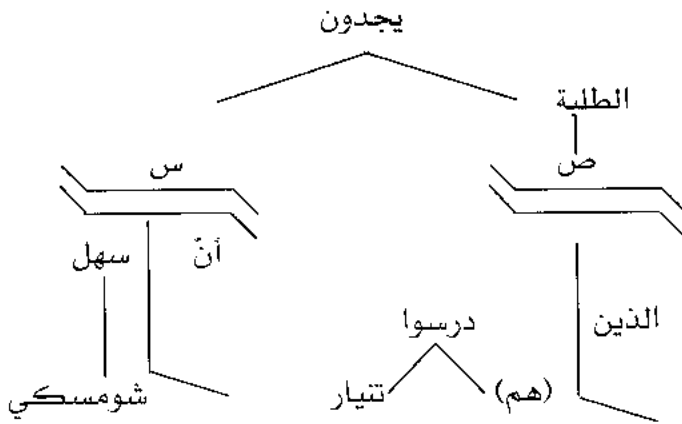 يجدون
الطلبة
ص س
أنّ سهل
الذين
درسوا
(هم) تنيار شومسكي